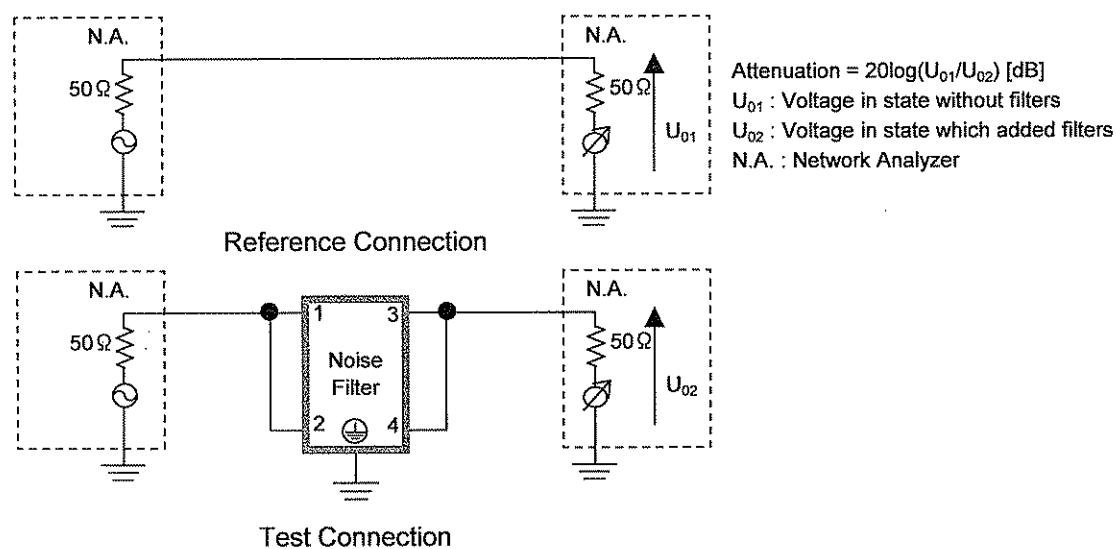 N.A.
50Ω
N.A.
50Ω
U01
Attenuation = 20log(U01/U02) [dB]
U01 : Voltage in state without filters
U02 : Voltage in state which added filters
N.A. : Network Analyzer
Reference Connection
N.A.
50Ω
1 3
Noise
Filter
2 4
N.A.
50Ω
U02
Test Connection